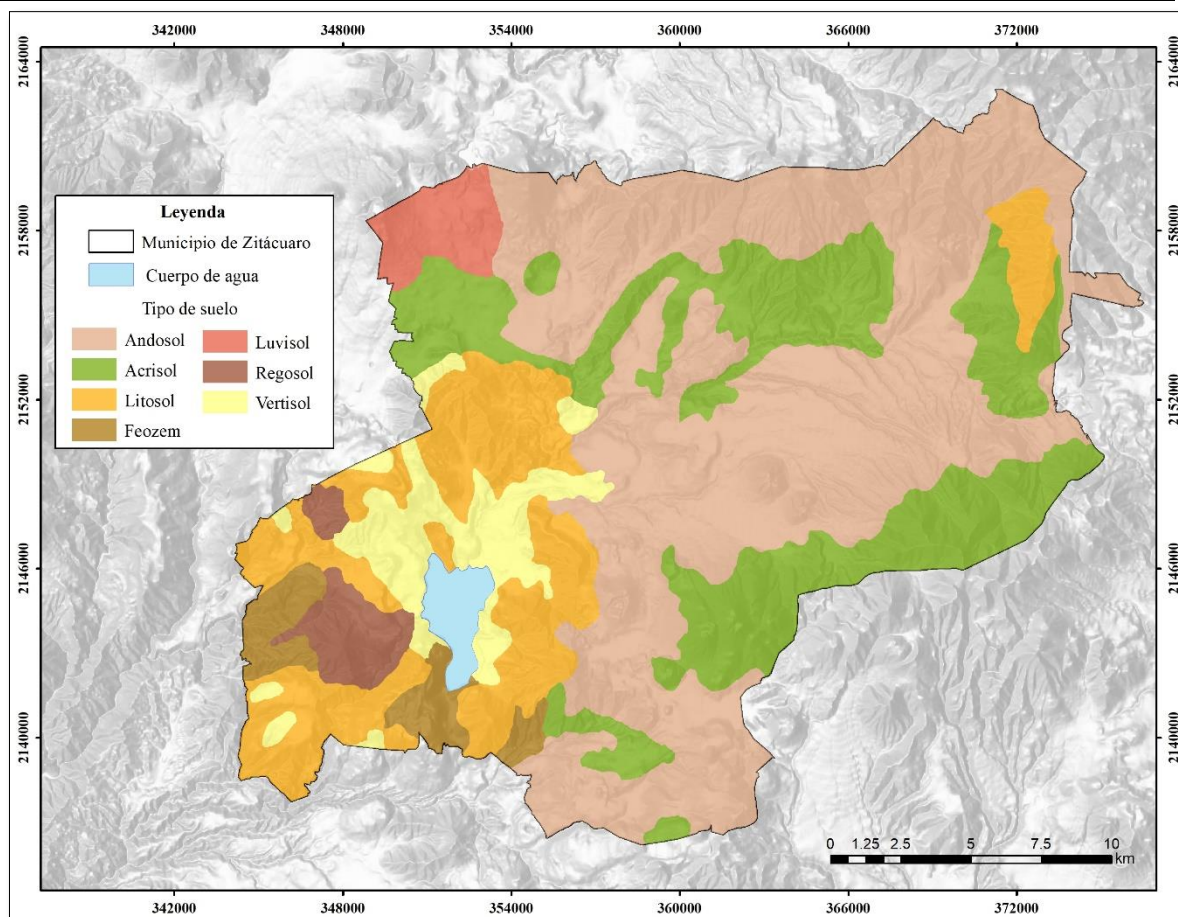 342000 348000 354000 360000 366000 372000
2164000 2164000
2158000 2158000
2152000 2152000
2146000 2146000
2140000 2140000
Leyenda
Municipio de Zitácuaro
Cuerpo de agua
Tipo de suelo
Andosol Luvisol
Acrisol Regosol
Litosol Vertisol
Feozem
0 1.25 2.5 5 7.5 10
km
342000 348000 354000 360000 366000 372000